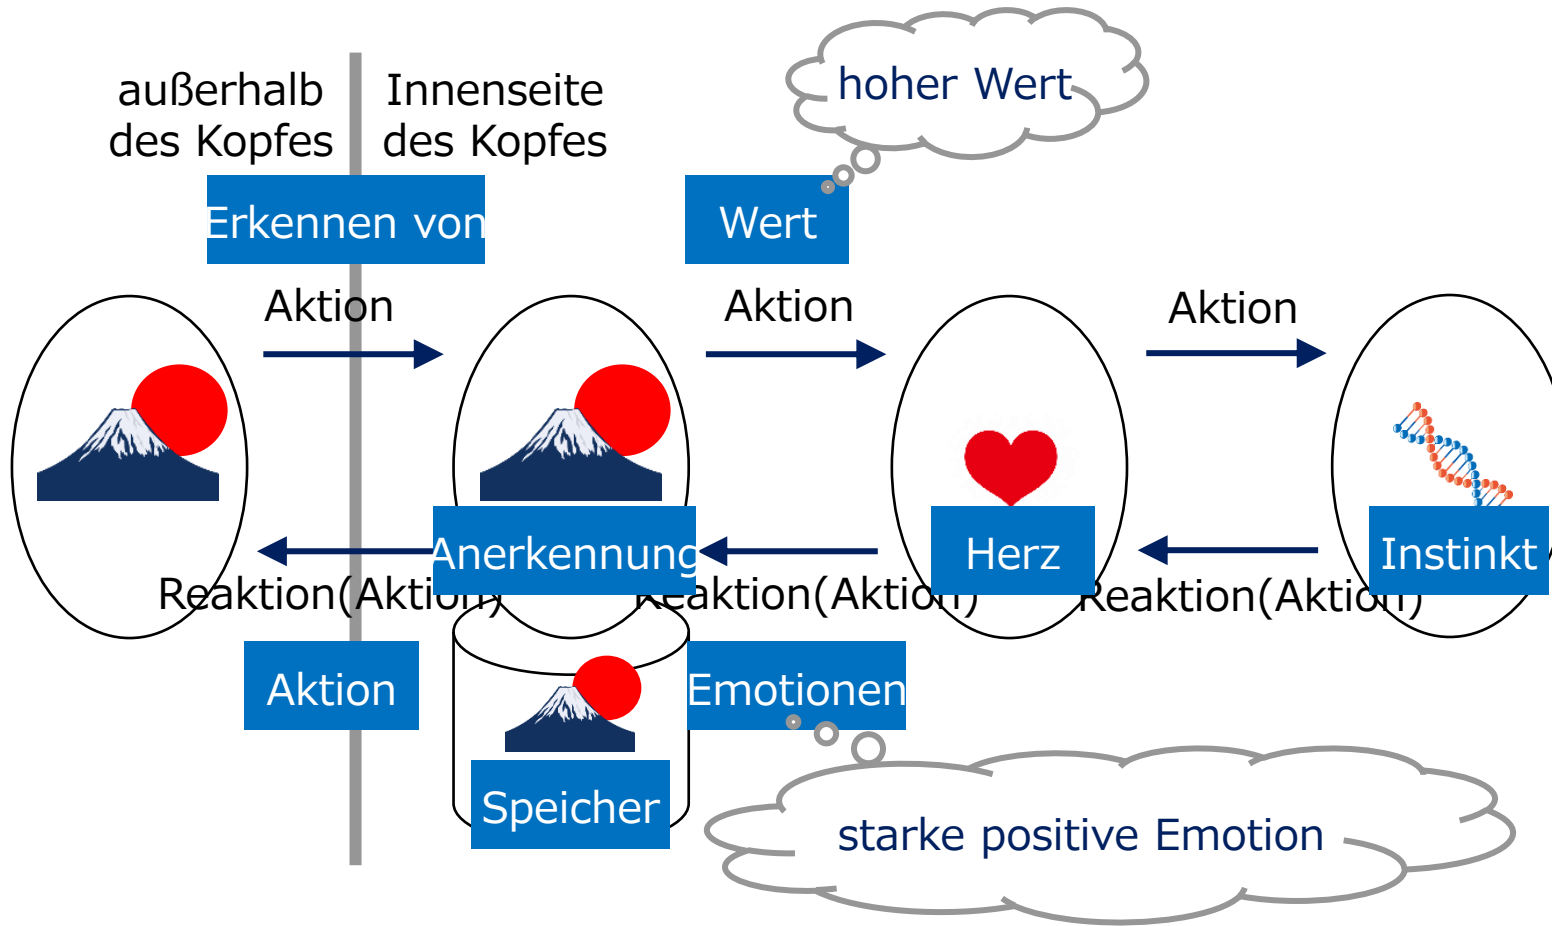 hoher Wert
außerhalb
des Kopfes
Innenseite
des Kopfes
Erkennen von
Wert
Aktion
Aktion
Aktion
Anerkennung
Herz
Instinkt
Reaktion(Aktion)
Reaktion(Aktion)
Reaktion(Aktion)
Aktion
Emotionen
Speicher
starke positive Emotion